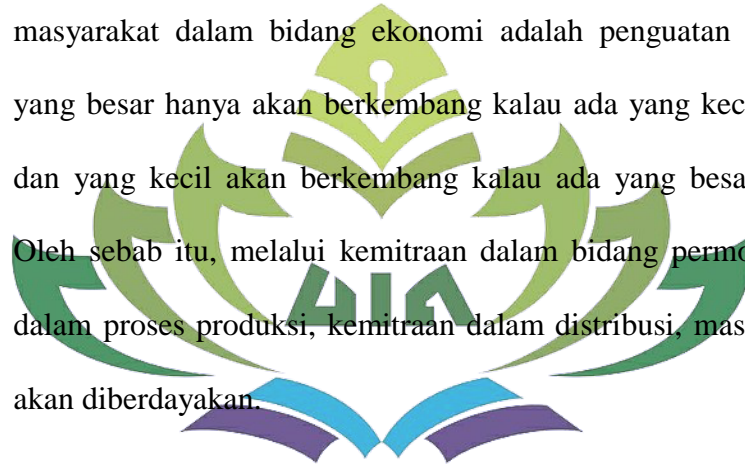 masyarakat dalam bidang ekonomi adalah penguatan
yang besar hanya akan berkembang kalau ada yang kec
dan yang kecil akan berkembang kalau ada yang besa
Oleh sebab itu, melalui kemitraan dalam bidang permo
UIN
dalam proses produksi, kemitraan dalam distribusi, mas
akan diberdayakan.